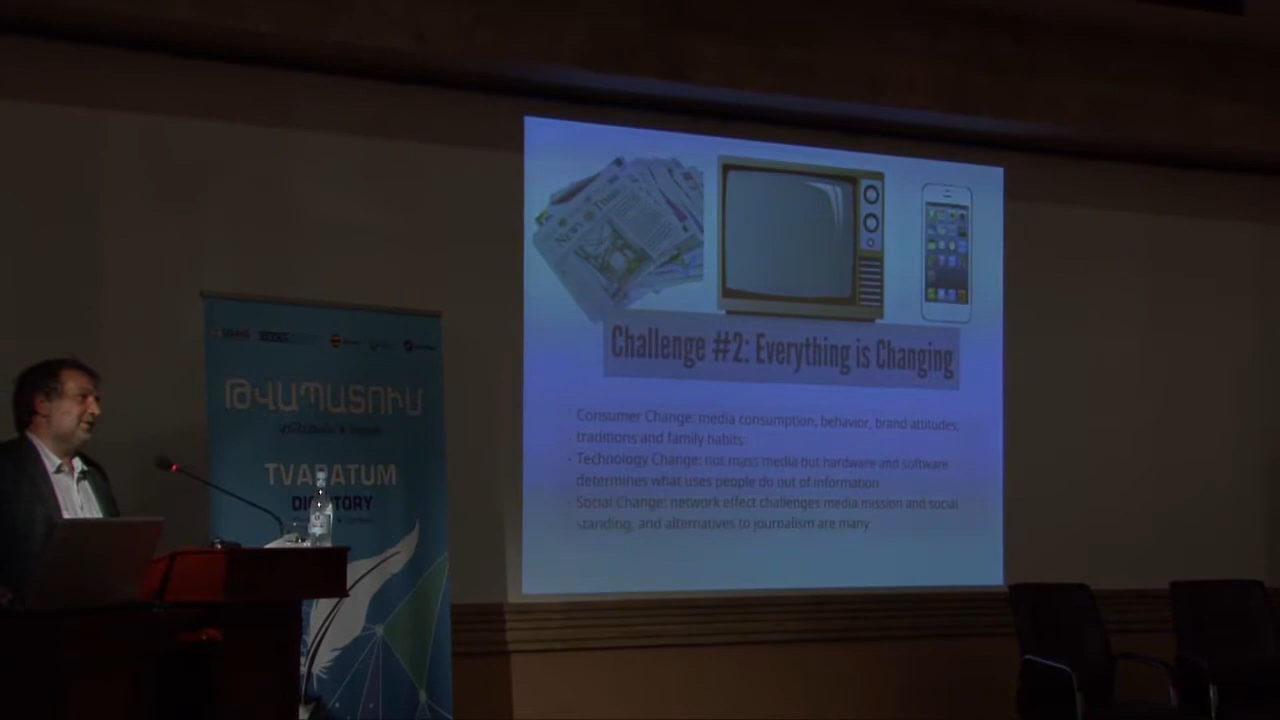 ԹՎԱՊԱՏՈՒՄ
TVAPATUM
News
Challenge #2: Everything is Changing
Consumer Change: media consumption, behavior, brand attitudes,
traditions and family habits.
Technology Change: not mass media but hardware and software
determines what uses people do out of information
Social Change: network effect challenges media mission and social
standing, and alternatives to journalism are many